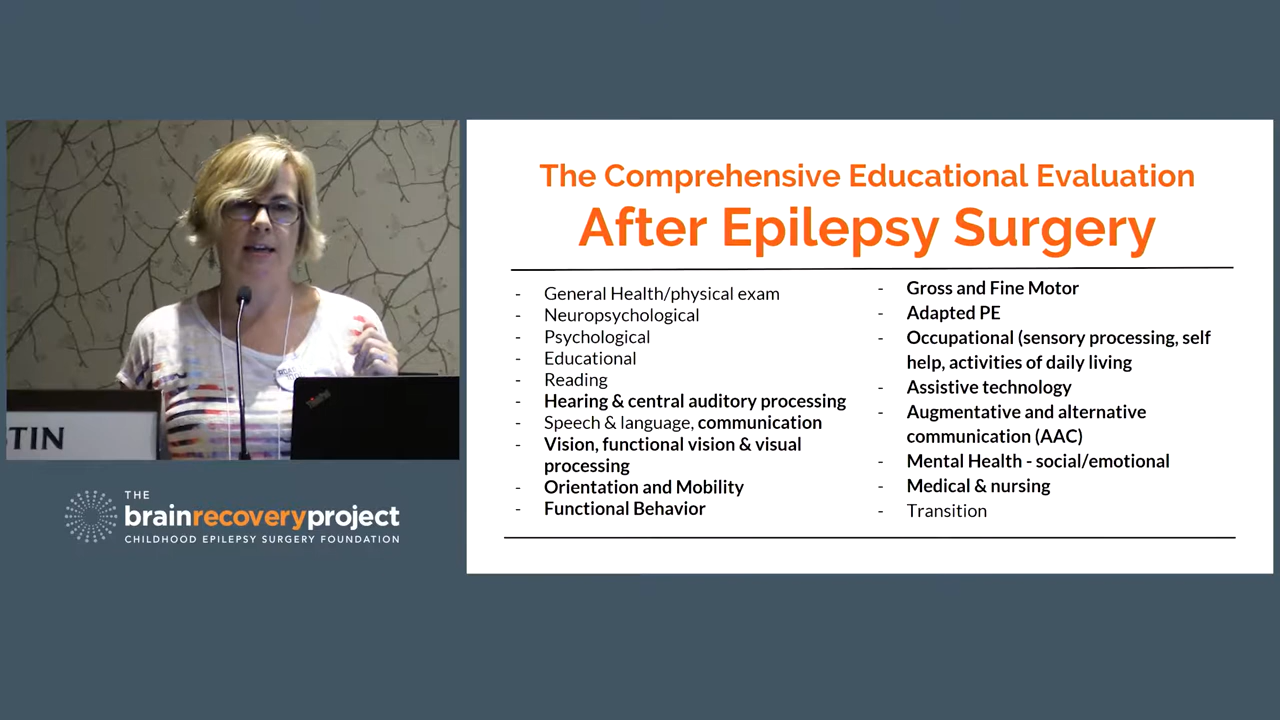 The Comprehensive Educational Evaluation
After Epilepsy Surgery
- General Health/physical exam
- Neuropsychological
- Psychological
- Educational
- Reading
- Hearing & central auditory processing
- Speech & language, communication
- Vision, functional vision & visual
processing
- Orientation and Mobility
- Functional Behavior
- Gross and Fine Motor
- Adapted PE
- Occupational (sensory processing, self
help, activities of daily living
- Assistive technology
- Augmentative and alternative
communication (AAC)
- Mental Health - social/emotional
- Medical & nursing
- Transition
TIN
ThinkPad
THE
brainrecoveryproject
CHILDHOOD EPILEPSY SURGERY FOUNDATION